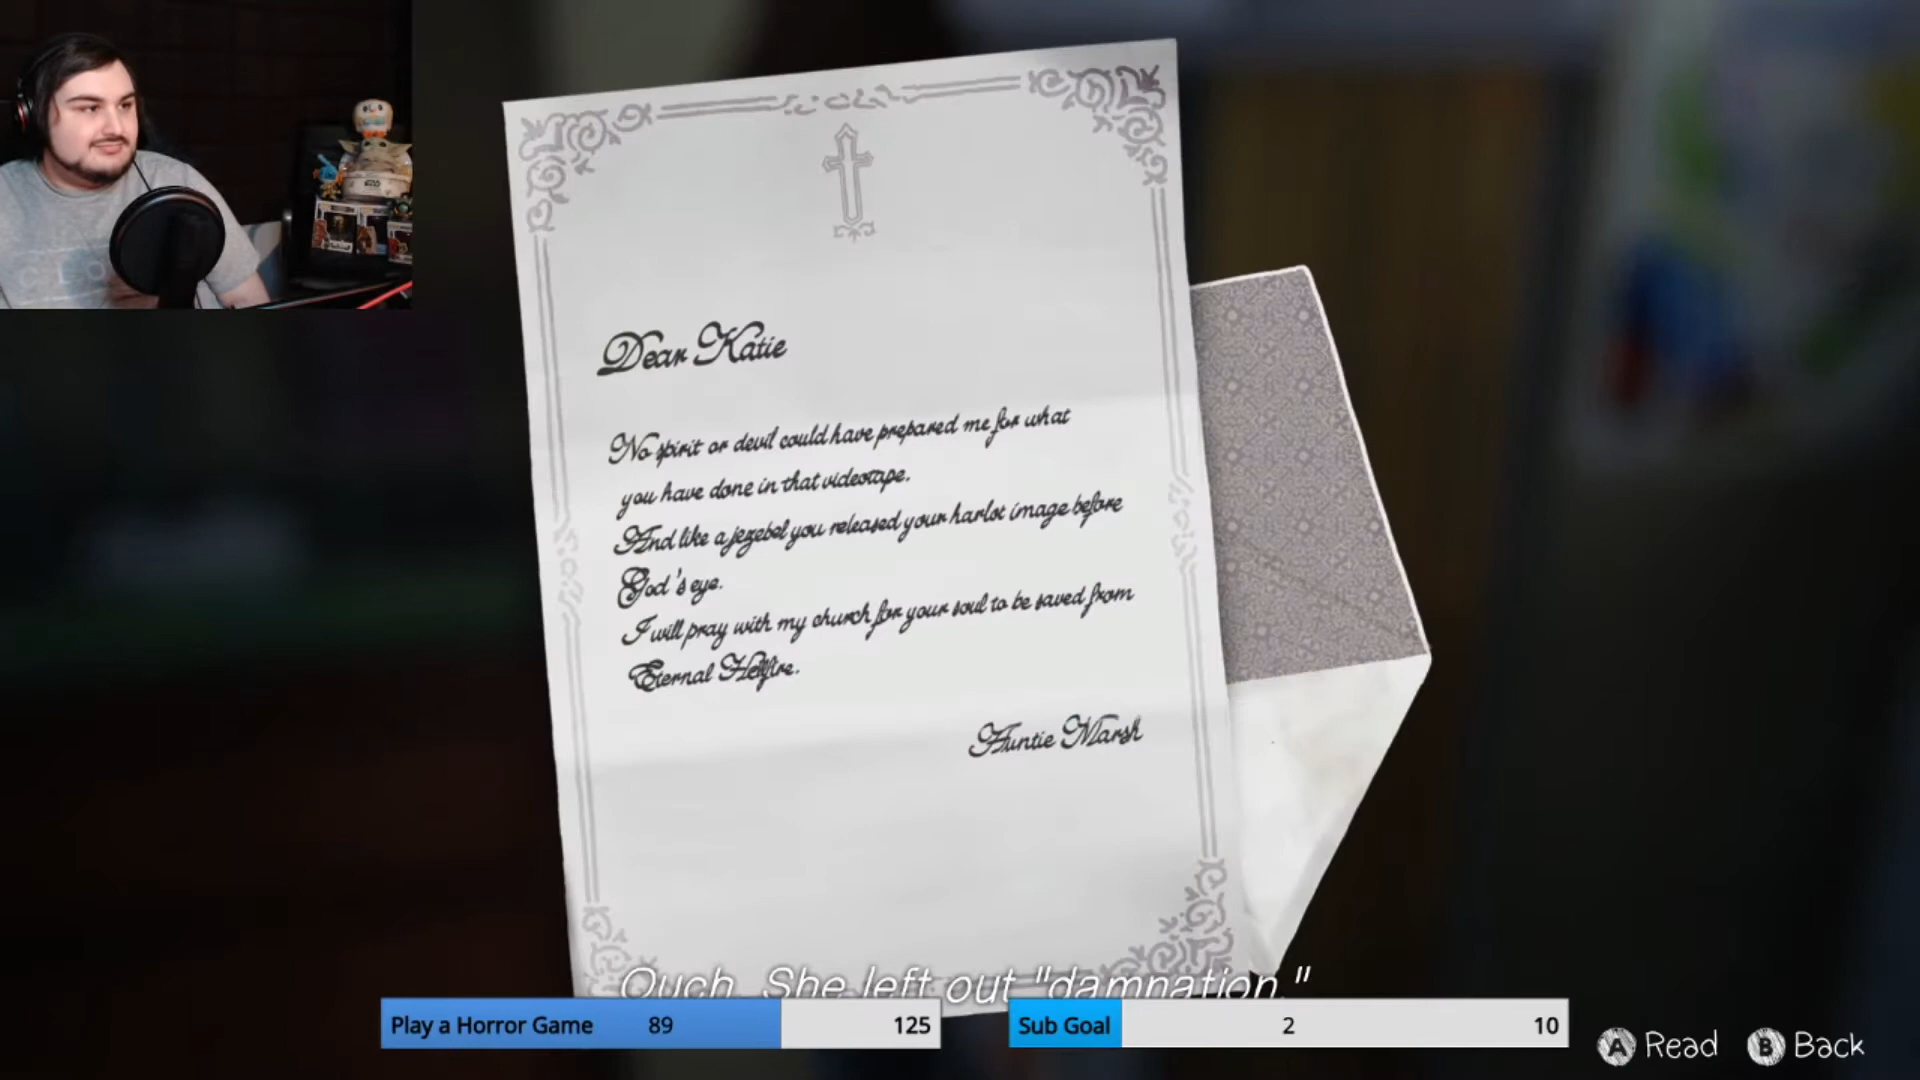 Dear Katie
No spirit or devil could have prepared me for what
you have done in that videotape.
And like a jezebel you released your harlot image before
God's eye.
I will pray with my church for your soul to be saved from
Eternal Hellfire.
Auntie Marsh
Ouch. She left out "damnation."
Play a Horror Game 89 125
Sub Goal 2 10
A Read B Back